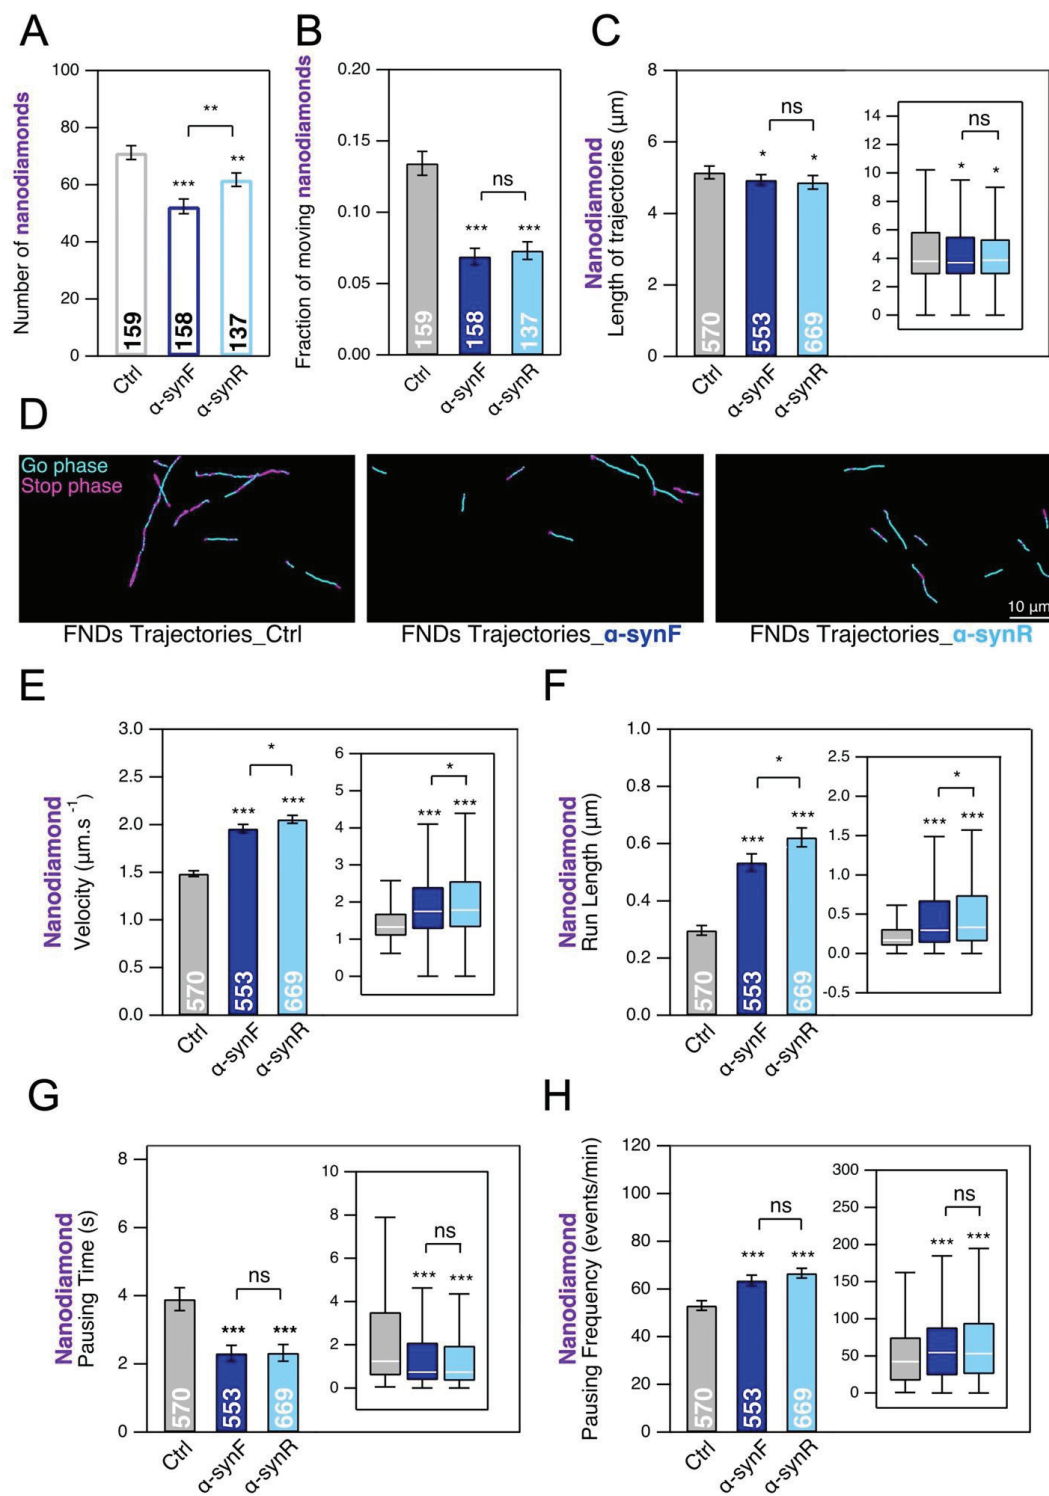 A
Number of nanodiamonds
100
80
60
40
20
0
**
***
**
159
158
137
Ctrl
α-synF
α-synR
B
Fraction of moving nanodiamonds
0.20
0.15
0.10
0.05
0.00
ns
***
***
159
158
137
Ctrl
α-synF
α-synR
C
Nanodiamond
Length of trajectories (µm)
8
6
4
2
0
ns
*
*
570
553
669
Ctrl
α-synF
α-synR
14
12
10
8
6
4
2
0
ns
*
*
D
Go phase
Stop phase
10 µm
FNDs Trajectories_Ctrl
FNDs Trajectories_α-synF
FNDs Trajectories_α-synR
E
Nanodiamond
Velocity (µm.s⁻¹)
3.0
2.5
2.0
1.5
1.0
0.5
0.0
*
***
***
570
553
669
Ctrl
α-synF
α-synR
6
5
4
3
2
1
0
*
***
***
F
Nanodiamond
Run Length (µm)
1.0
0.8
0.6
0.4
0.2
0.0
*
***
***
570
553
669
Ctrl
α-synF
α-synR
2.5
2.0
1.5
1.0
0.5
0.0
-0.5
*
***
***
G
Nanodiamond
Pausing Time (s)
8
6
4
2
0
ns
***
***
570
553
669
Ctrl
α-synF
α-synR
10
8
6
4
2
0
ns
***
***
H
Nanodiamond
Pausing Frequency (events/min)
120
100
80
60
40
20
0
ns
***
***
570
553
669
Ctrl
α-synF
α-synR
300
250
200
150
100
50
0
ns
***
***